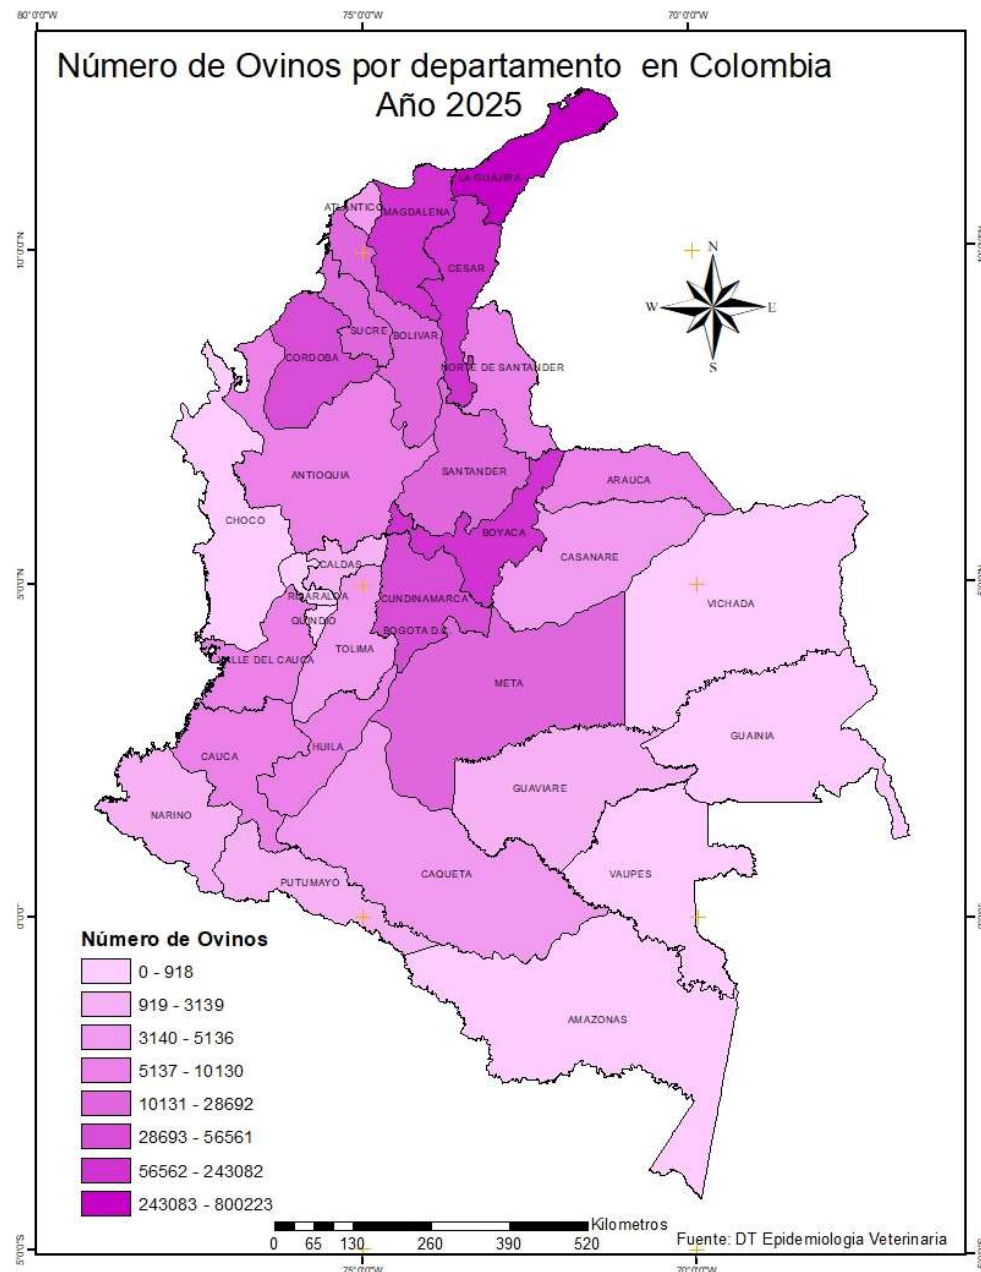 80°0'0"W 75°0'0"W 70°0'0"W
Número de Ovinos por departamento en Colombia
Año 2025
LA GUAJIRA
ATLANTICO
MAGDALENA
10°0'0"N
N
CESAR
W E
SUCRE
BOLIVAR
CORDOBA
S
NORTE DE SANTANDER
ANTIOQUIA
SANTANDER
ARAUCA
CHOCO
BOYACA
CASANARE
CALDAS
5°0'0"N
RISARALDA
CUNDINAMARCA
VICHADA
QUINDIO
BOGOTA D.C.
TOLIMA
VALLE DEL CAUCA
META
GUAINIA
HUILA
CAUCA
GUAVIARE
NARINO
CAQUETA
VAUPES
PUTUMAYO
0°0'0"
AMAZONAS
Número de Ovinos
0 - 918
919 - 3139
3140 - 5136
5137 - 10130
10131 - 28692
28693 - 56561
56562 - 243082
243083 - 800223
Kilometros
0 65 130 260 390 520
Fuente: DT Epidemiologia Veterinaria
5°0'0"S
75°0'0"W 70°0'0"W